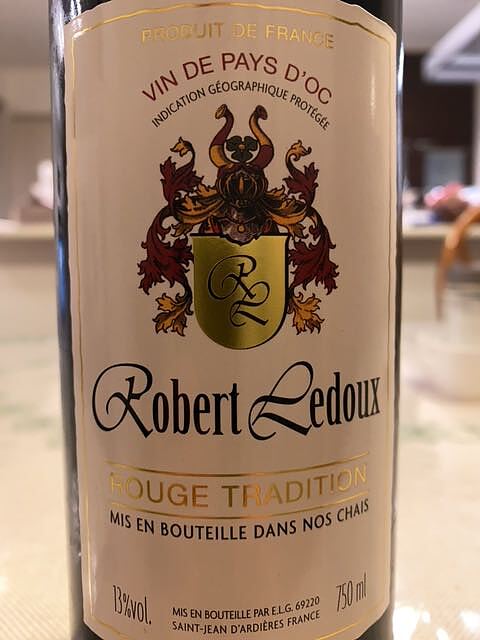 PRODUIT DE FRANCE
VIN DE PAYS D'OC
INDICATION GÉOGRAPHIQUE PROTÉGÉE
RL
Robert Ledoux
ROUGE TRADITION
MIS EN BOUTEILLE DANS NOS CHAIS
13%vol.
MIS EN BOUTEILLE PAR E.L.G. 69220
SAINT-JEAN D'ARDIÈRES FRANCE
750 ml